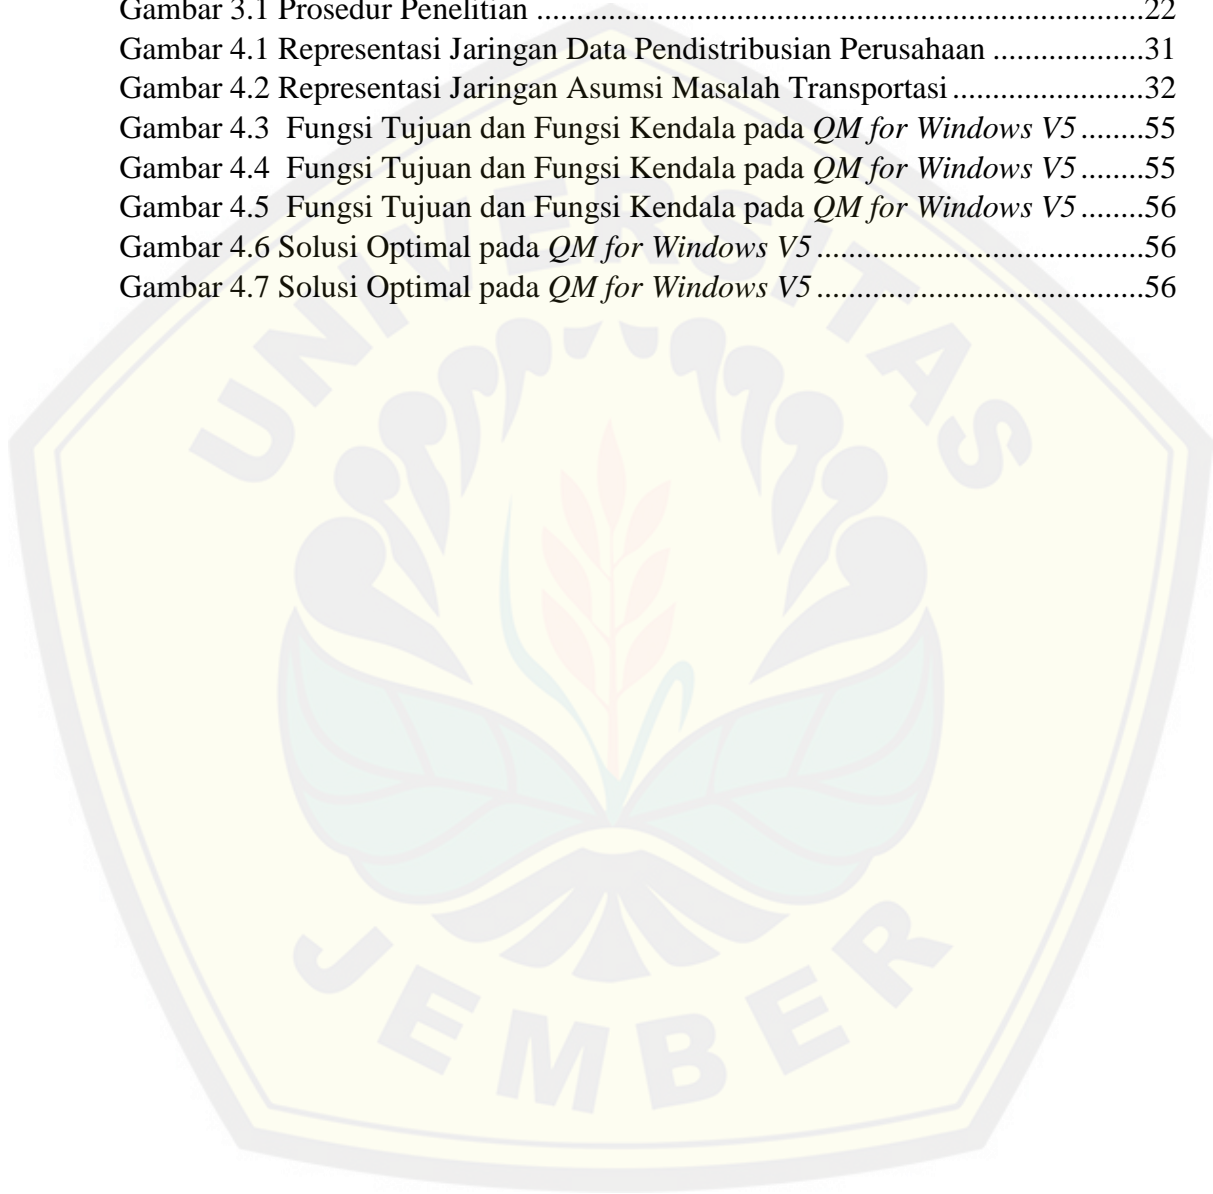 Gambar 3.1 Prosedur Penelitian ............................................................................22
Gambar 4.1 Representasi Jaringan Data Pendistribusian Perusahaan ...................31
Gambar 4.2 Representasi Jaringan Asumsi Masalah Transportasi ........................32
Gambar 4.3 Fungsi Tujuan dan Fungsi Kendala pada QM for Windows V5 ........55
Gambar 4.4 Fungsi Tujuan dan Fungsi Kendala pada QM for Windows V5 ........55
Gambar 4.5 Fungsi Tujuan dan Fungsi Kendala pada QM for Windows V5 ........56
Gambar 4.6 Solusi Optimal pada QM for Windows V5 .........................................56
Gambar 4.7 Solusi Optimal pada QM for Windows V5 .........................................56
UNIVERSITAS
JEMBER